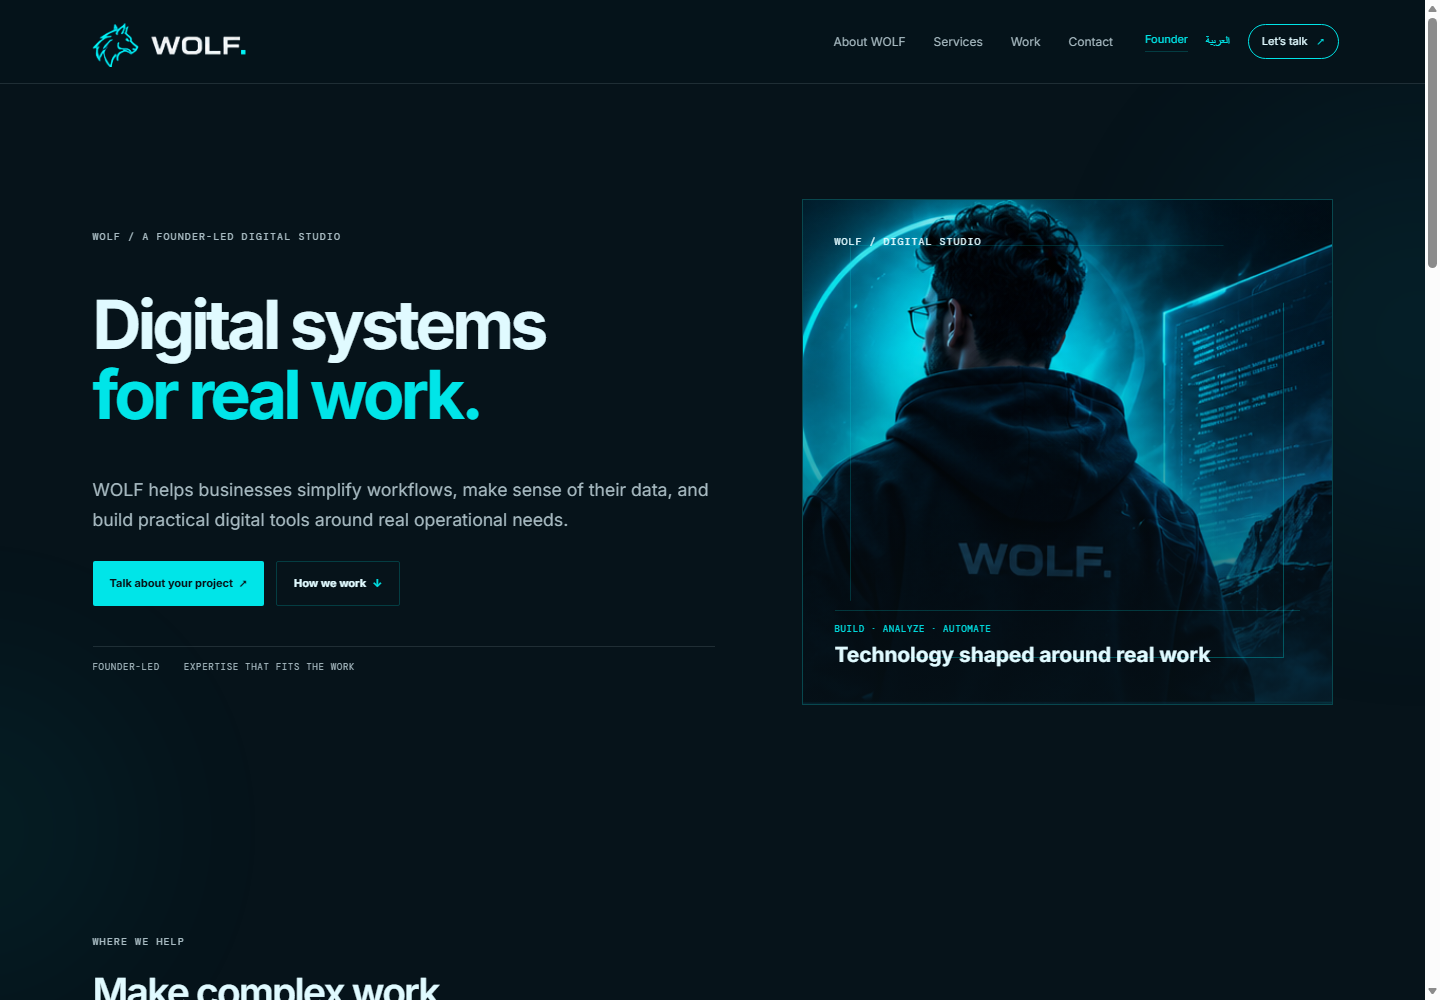 WOLF.
About WOLF
Services
Work
Contact
Founder
العربية
Let's talk ↗
WOLF / A FOUNDER-LED DIGITAL STUDIO
Digital systems
for real work.
WOLF helps businesses simplify workflows, make sense of their data, and
build practical digital tools around real operational needs.
Talk about your project ↗
How we work ↓
FOUNDER-LED
EXPERTISE THAT FITS THE WORK
WOLF / DIGITAL STUDIO
WOLF.
BUILD · ANALYZE · AUTOMATE
Technology shaped around real work
WHERE WE HELP
Make complex work